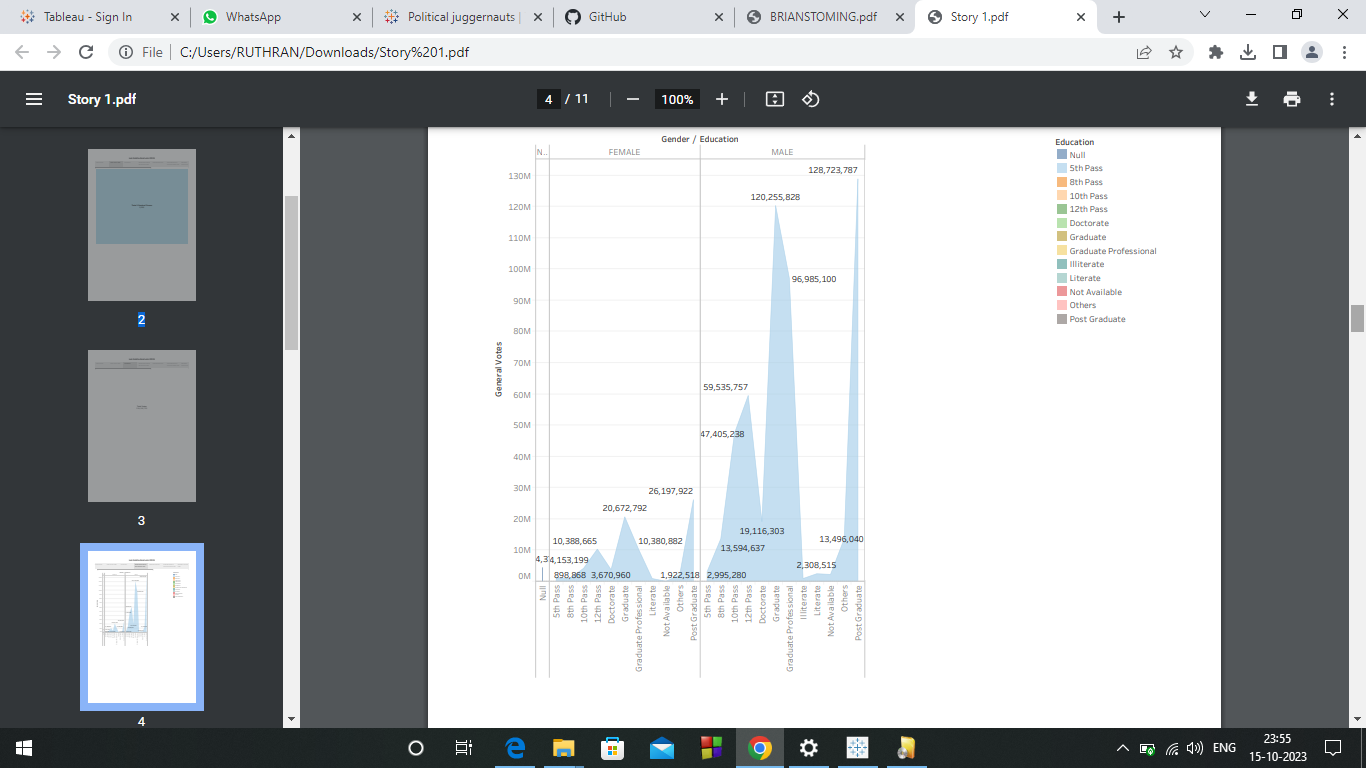 Tableau - Sign In
WhatsApp
Political juggernauts |
GitHub
BRIANSTOMING.pdf
Story 1.pdf
File
C:/Users/RUTHRAN/Downloads/Story%201.pdf
Story 1.pdf
4 / 11
100%
2
3
4
Gender / Education
N..
FEMALE
MALE
General Votes
130M
120M
110M
100M
90M
80M
70M
60M
50M
40M
30M
20M
10M
0M
128,723,787
120,255,828
96,985,100
59,535,757
47,405,238
26,197,922
20,672,792
19,116,303
10,388,665
10,380,882
13,594,637
13,496,040
4,3
4,153,199
2,308,515
898,868
3,670,960
1,922,518
2,995,280
Null
5th Pass
8th Pass
10th Pass
12th Pass
Doctorate
Graduate
Graduate Professional
Literate
Not Available
Others
Post Graduate
5th Pass
8th Pass
10th Pass
12th Pass
Doctorate
Graduate
Graduate Professional
Illiterate
Literate
Not Available
Others
Post Graduate
Education
Null
5th Pass
8th Pass
10th Pass
12th Pass
Doctorate
Graduate
Graduate Professional
Illiterate
Literate
Not Available
Others
Post Graduate
ENG
23:55
15-10-2023